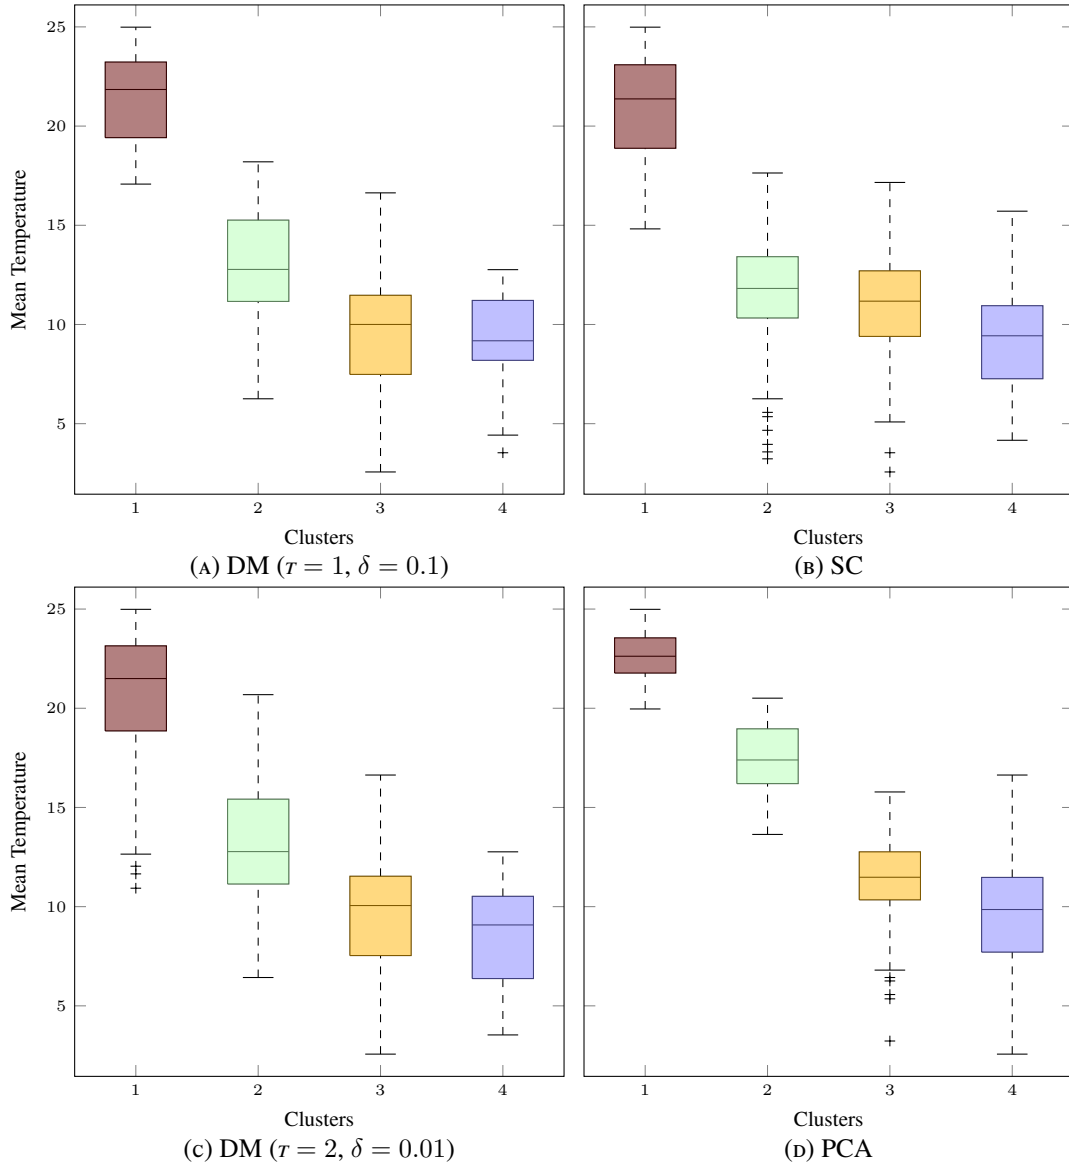 25
20
15
10
5
Mean Temperature
1 2 3 4
Clusters
(A) DM (τ = 1, δ = 0.1)
1 2 3 4
Clusters
(B) SC
25
20
15
10
5
Mean Temperature
1 2 3 4
Clusters
(C) DM (τ = 2, δ = 0.01)
1 2 3 4
Clusters
(D) PCA